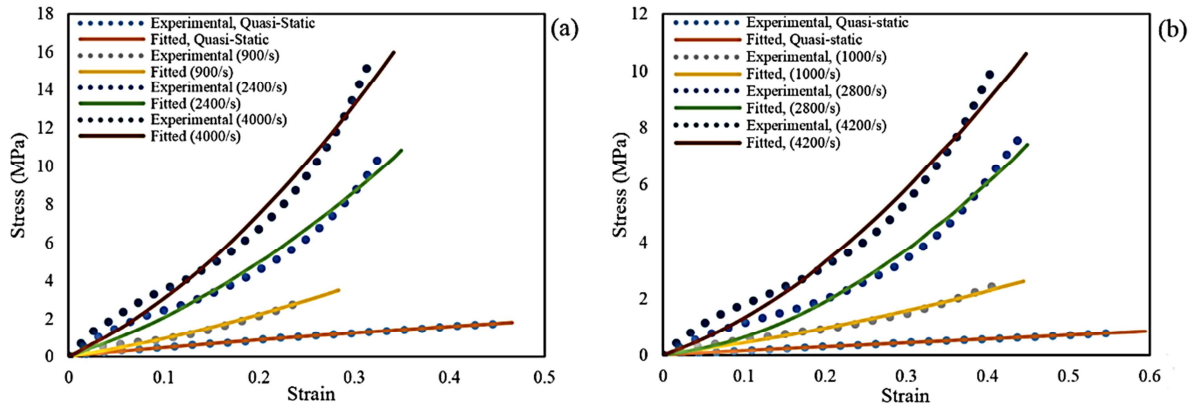 (a)
18
16
14
12
10
8
6
4
2
0
Stress (MPa)
Experimental, Quasi-Static
Fitted, Quasi-Static
Experimental (900/s)
Fitted (900/s)
Experimental (2400/s)
Fitted (2400/s)
Experimental (4000/s)
Fitted (4000/s)
0 0.1 0.2 0.3 0.4 0.5
Strain
(b)
12
10
8
6
4
2
0
Stress (MPa)
Experimental, Quasi-static
Fitted, Quasi-static
Experimental, (1000/s)
Fitted, (1000/s)
Experimental, (2800/s)
Fitted, (2800/s)
Experimental, (4200/s)
Fitted, (4200/s)
0 0.1 0.2 0.3 0.4 0.5 0.6
Strain